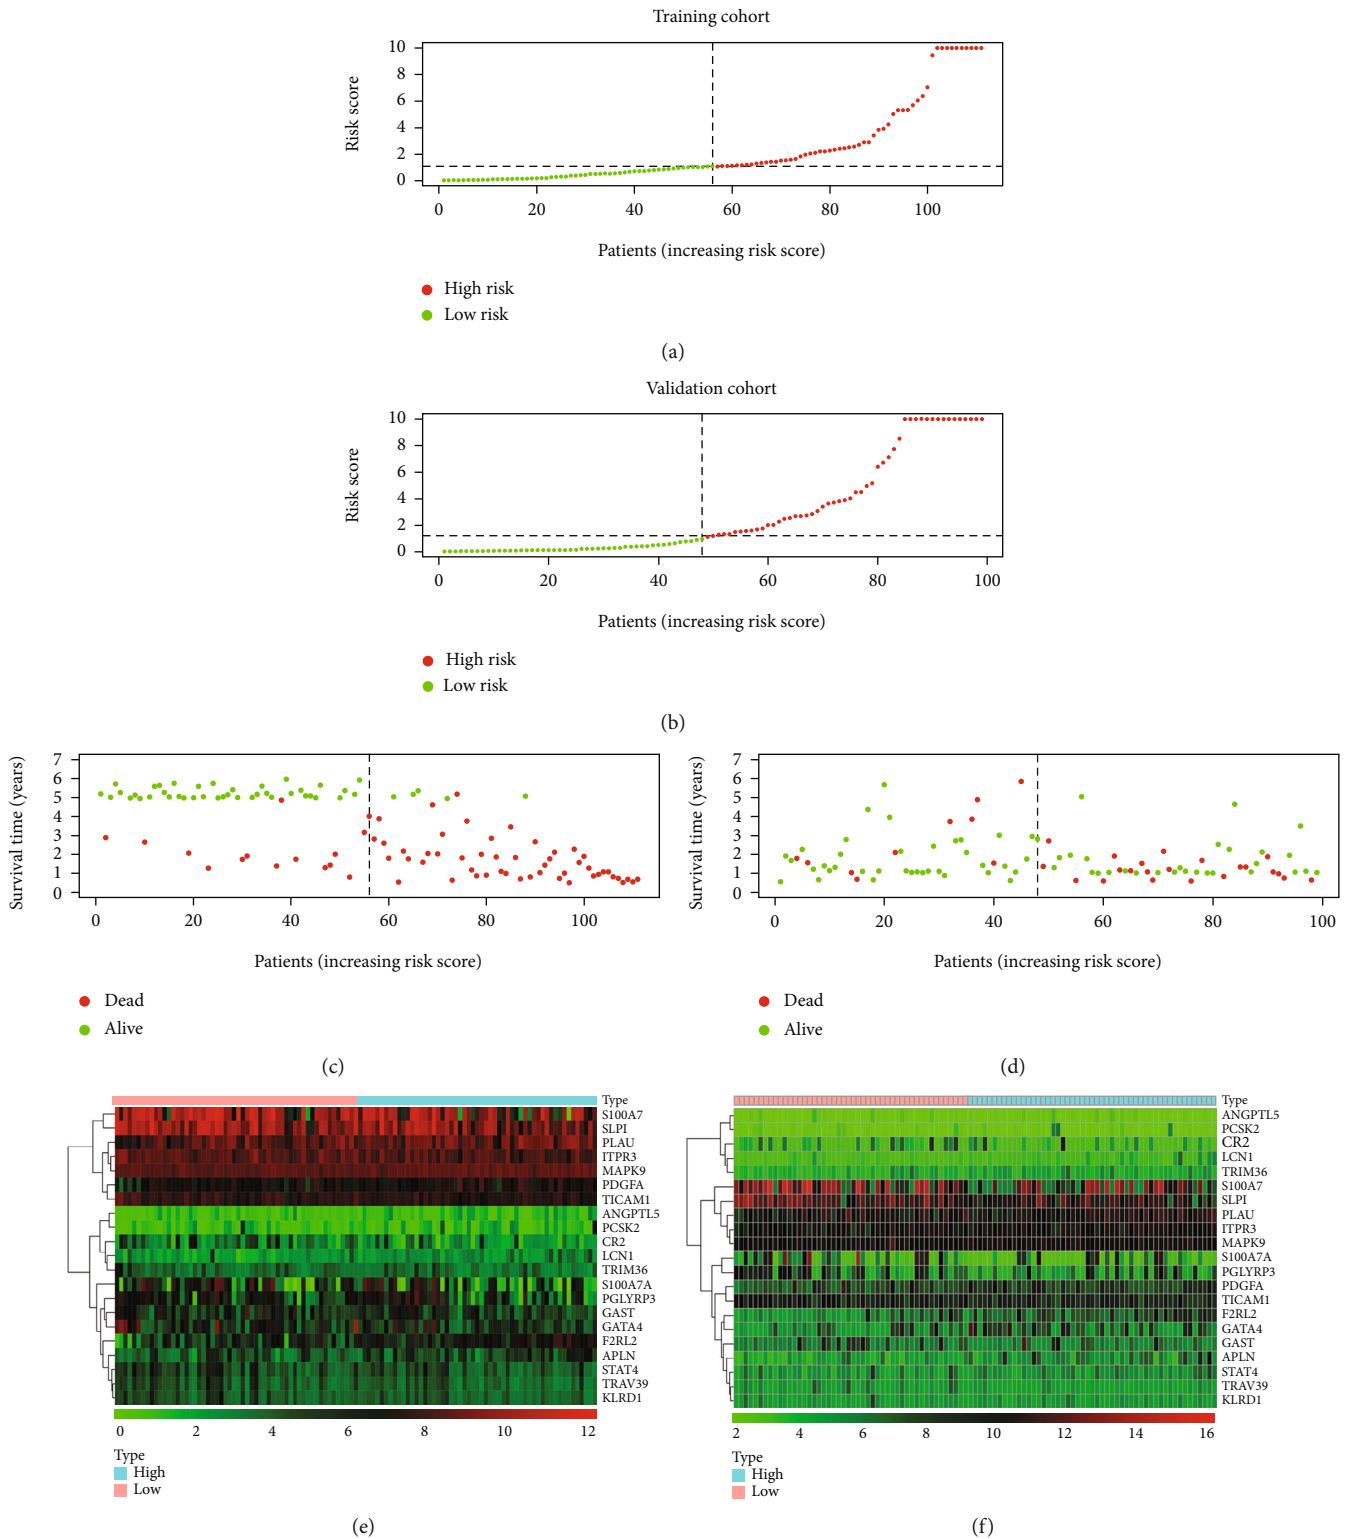 Training cohort
Risk score
10
8
6
4
2
0
0 20 40 60 80 100
Patients (increasing risk score)
High risk
Low risk
(a)
Validation cohort
Risk score
10
8
6
4
2
0
0 20 40 60 80 100
Patients (increasing risk score)
High risk
Low risk
(b)
Survival time (years)
7
6
5
4
3
2
1
0
0 20 40 60 80 100
Patients (increasing risk score)
Dead
Alive
(c)
Survival time (years)
7
6
5
4
3
2
1
0
0 20 40 60 80 100
Patients (increasing risk score)
Dead
Alive
(d)
Type
S100A7
SLPI
PLAU
ITPR3
MAPK9
PDGFA
TICAM1
ANGPTL5
PCSK2
CR2
LCN1
TRIM36
S100A7A
PGLYRP3
GAST
GATA4
F2RL2
APLN
STAT4
TRAV39
KLRD1
0 2 4 6 8 10 12
Type
High
Low
(e)
Type
ANGPTL5
PCSK2
CR2
LCN1
TRIM36
S100A7
SLPI
PLAU
ITPR3
MAPK9
S100A7A
PGLYRP3
PDGFA
TICAM1
F2RL2
GATA4
GAST
APLN
STAT4
TRAV39
KLRD1
2 4 6 8 10 12 14 16
Type
High
Low
(f)